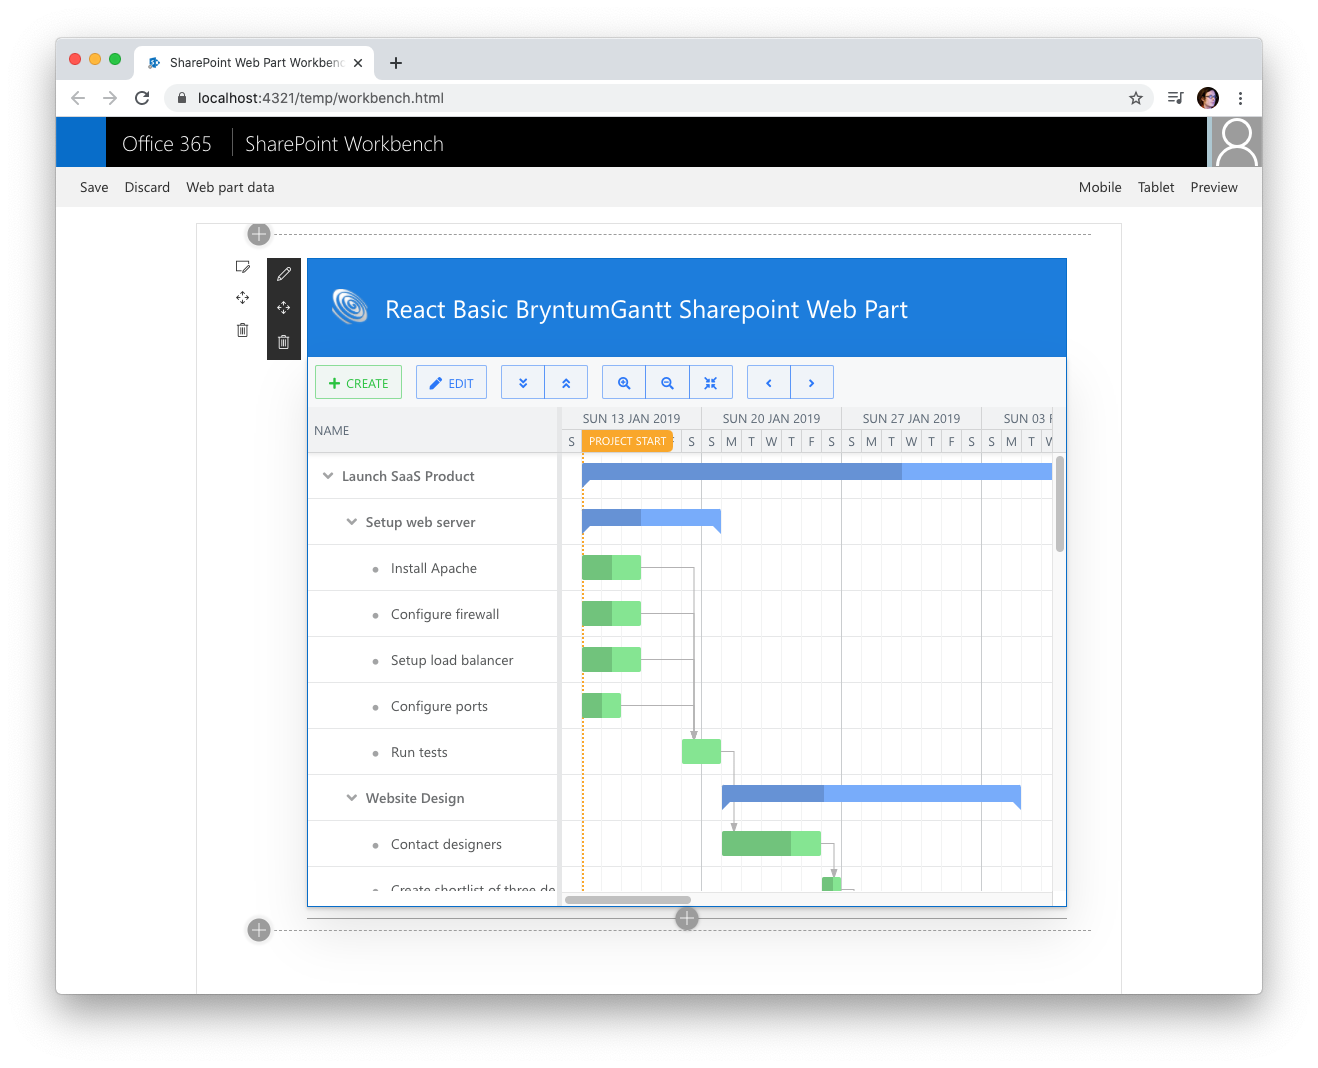 SharePoint Web Part Workbenc
localhost:4321/temp/workbench.html
Office 365 SharePoint Workbench
Save Discard Web part data Mobile Tablet Preview
React Basic BryntumGantt Sharepoint Web Part
CREATE EDIT
NAME
SUN 13 JAN 2019 SUN 20 JAN 2019 SUN 27 JAN 2019 SUN 03
S PROJECT START S S M T W T F S S M T W T F S S M T W
Launch SaaS Product
Setup web server
Install Apache
Configure firewall
Setup load balancer
Configure ports
Run tests
Website Design
Contact designers
Create shortlist of three de